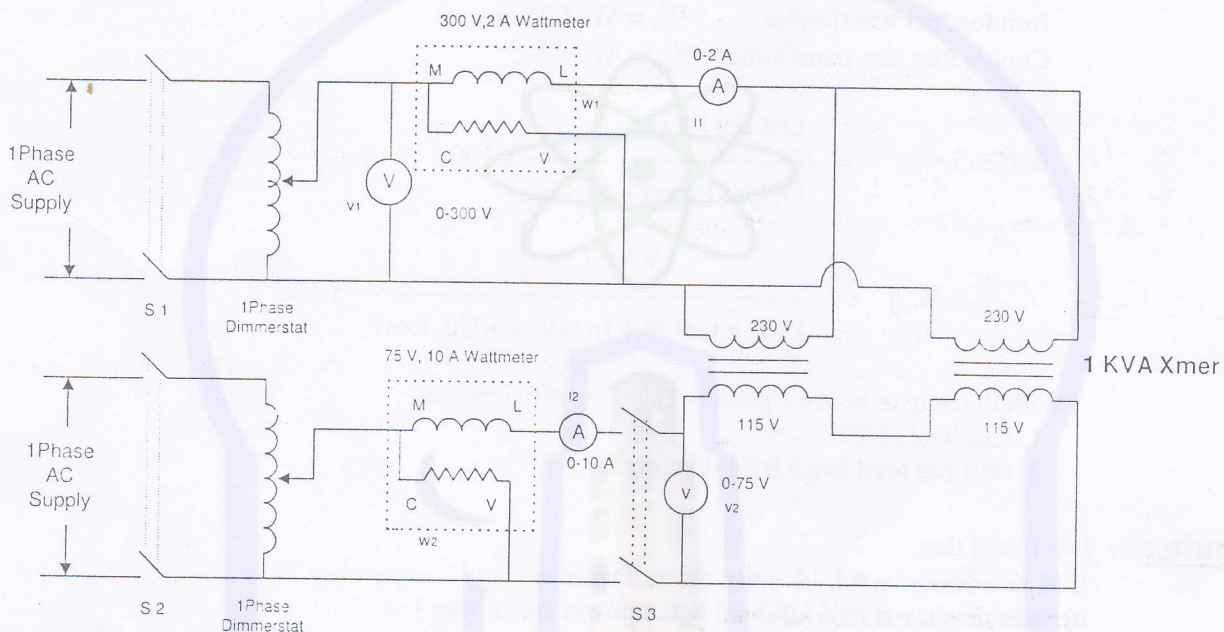 300 V,2 A Wattmeter
M L
W1
C V
0-2 A
A
I1
1Phase
AC
Supply
V
V1
0-300 V
S 1
1Phase
Dimmerstat
230 V
230 V
1 KVA Xmer
115 V
115 V
75 V, 10 A Wattmeter
M L
I2
A
0-10 A
C V
W2
1Phase
AC
Supply
V
0-75 V
V2
S 2
1Phase
Dimmerstat
S 3